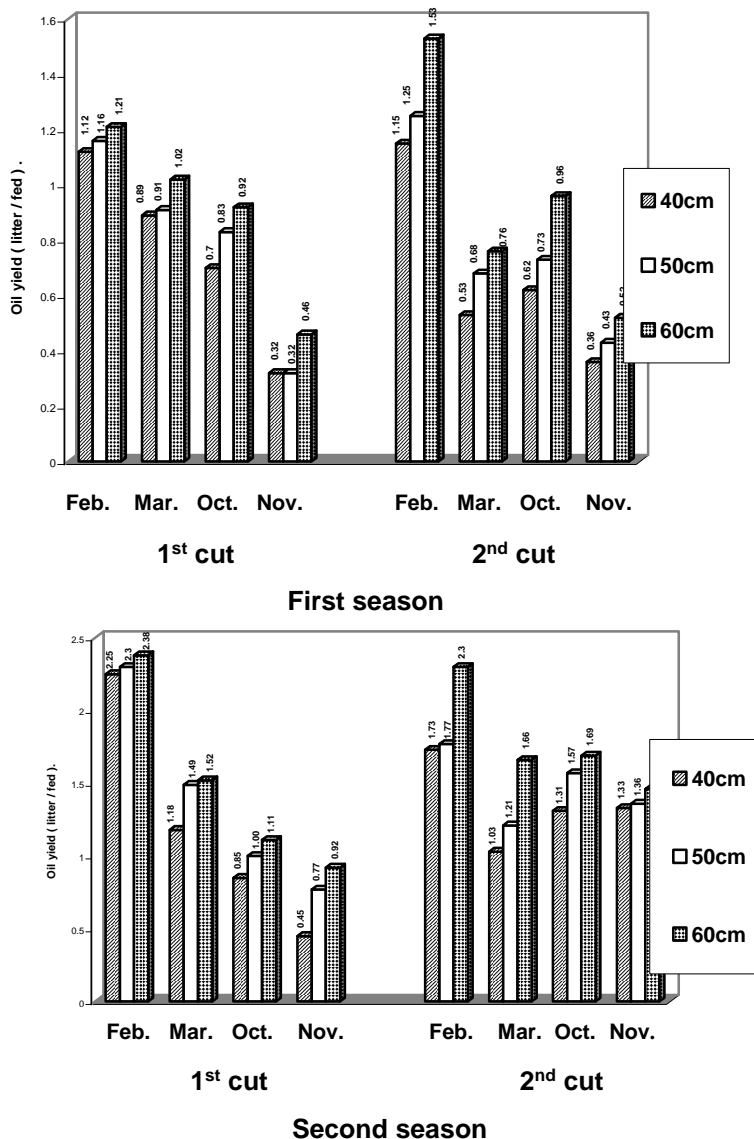 Oil yield ( litter / fed ) .
1.6
1.4
1.2
1
0.8
0.6
0.4
0.2
0
1.12 1.16 1.21 0.89 0.91 1.02 0.7 0.83 0.92 0.32 0.32 0.46
1.15 1.25 1.53 0.53 0.68 0.76 0.62 0.73 0.96 0.36 0.43
40cm
50cm
60cm
Feb. Mar. Oct. Nov. Feb. Mar. Oct. Nov.
1st cut 2nd cut
First season
Oil yield ( litter / fed ) .
2.5
2
1.5
1
0.5
0
2.25 2.3 2.38 1.18 1.49 1.52 0.85 1.00 1.11 0.45 0.77 0.92
1.73 1.77 2.3 1.03 1.21 1.66 1.31 1.57 1.69 1.33 1.36
40cm
50cm
60cm
Feb. Mar. Oct. Nov. Feb. Mar. Oct. Nov.
1st cut 2nd cut
Second season